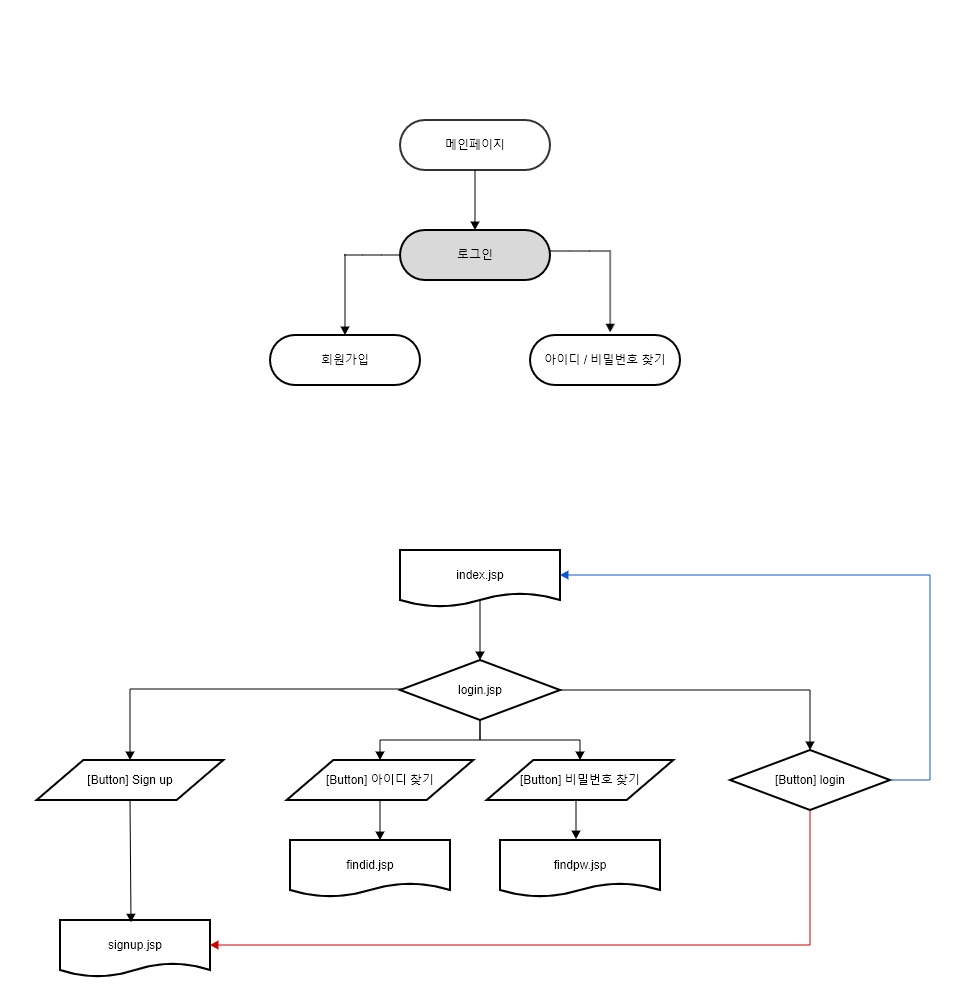 메인페이지
로그인
회원가입
아이디 / 비밀번호 찾기
index.jsp
login.jsp
[Button] Sign up
[Button] 아이디 찾기
[Button] 비밀번호 찾기
[Button] login
findid.jsp
findpw.jsp
signup.jsp